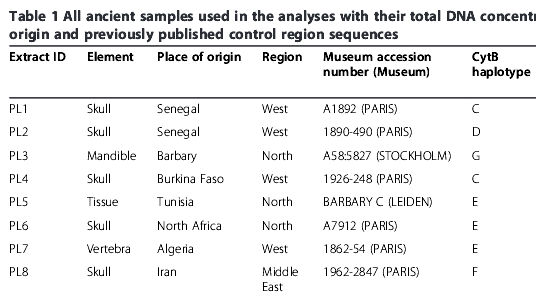 Table 1 All ancient samples used in the analyses with their total DNA concent
origin and previously published control region sequences
Extract ID Element Place of origin Region Museum accession number (Museum) CytB haplotype
PL1 Skull Senegal West A1892 (PARIS) C
PL2 Skull Senegal West 1890-490 (PARIS) D
PL3 Mandible Barbary North A58:5827 (STOCKHOLM) G
PL4 Skull Burkina Faso West 1926-248 (PARIS) C
PL5 Tissue Tunisia North BARBARY C (LEIDEN) E
PL6 Skull North Africa North A7912 (PARIS) E
PL7 Vertebra Algeria West 1862-54 (PARIS) E
PL8 Skull Iran Middle East 1962-2847 (PARIS) F